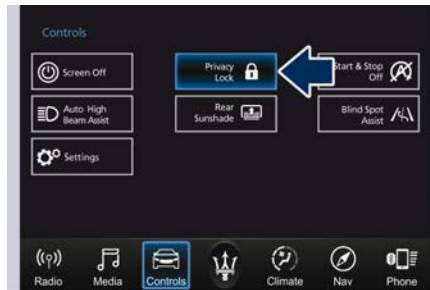 Controls
Screen Off
Privacy
Lock
Start & Stop
Off
Auto High
Beam Assist
Rear
Sunshade
Blind Spot
Assist
Settings
Radio
Media
Controls
Climate
Nav
Phone